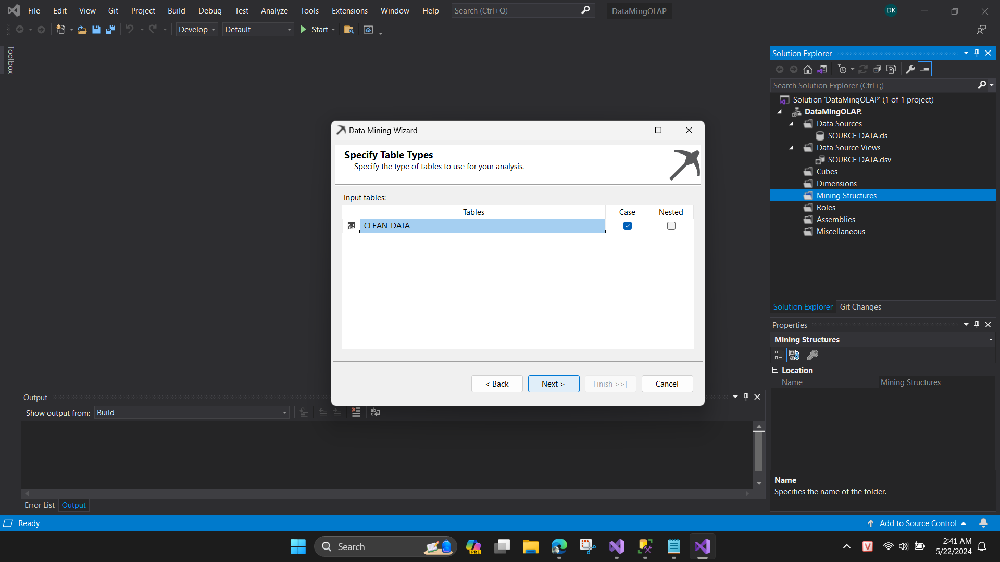 File Edit View Git Project Build Debug Test Analyze Tools Extensions Window Help Search (Ctrl+Q) DataMingOLAP DK
Develop Default Start
Toolbox
Solution Explorer
Search Solution Explorer (Ctrl+;)
Solution 'DataMingOLAP' (1 of 1 project)
DataMingOLAP.
Data Sources
SOURCE DATA.ds
Data Source Views
SOURCE DATA.dsv
Cubes
Dimensions
Mining Structures
Roles
Assemblies
Miscellaneous
Solution Explorer Git Changes
Properties
Mining Structures
Location
Name Mining Structures
Name
Specifies the name of the folder.
Data Mining Wizard
Specify Table Types
Specify the type of tables to use for your analysis.
Input tables:
Tables Case Nested
CLEAN_DATA
< Back Next > Finish >>| Cancel
Output
Show output from: Build
Error List Output
Ready Add to Source Control
Search PRE V 2:41 AM
5/22/2024